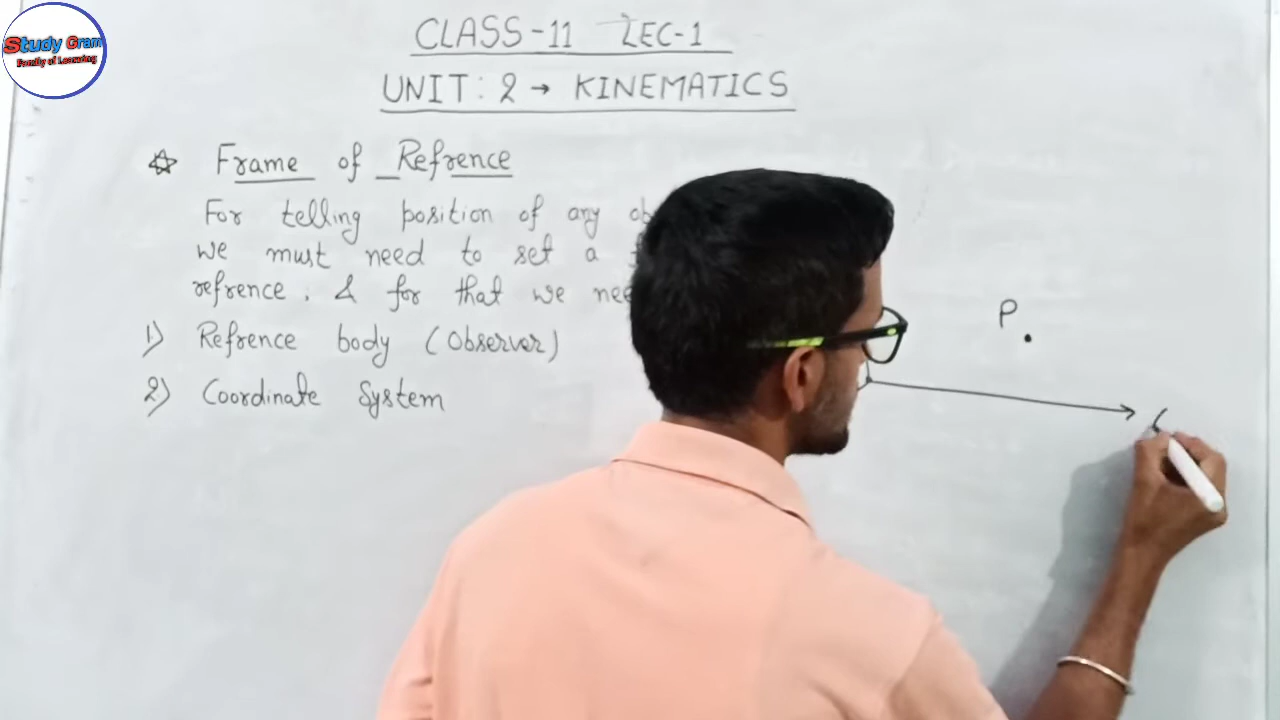 Study Gram
Family of Learning
CLASS-11 LEC-1
UNIT: 2 → KINEMATICS
☆ Frame of Refrence
For telling position of any
we must need to set a
refrence. & for that we
1) Refrence body (Observer)
2) Coordinate System
P